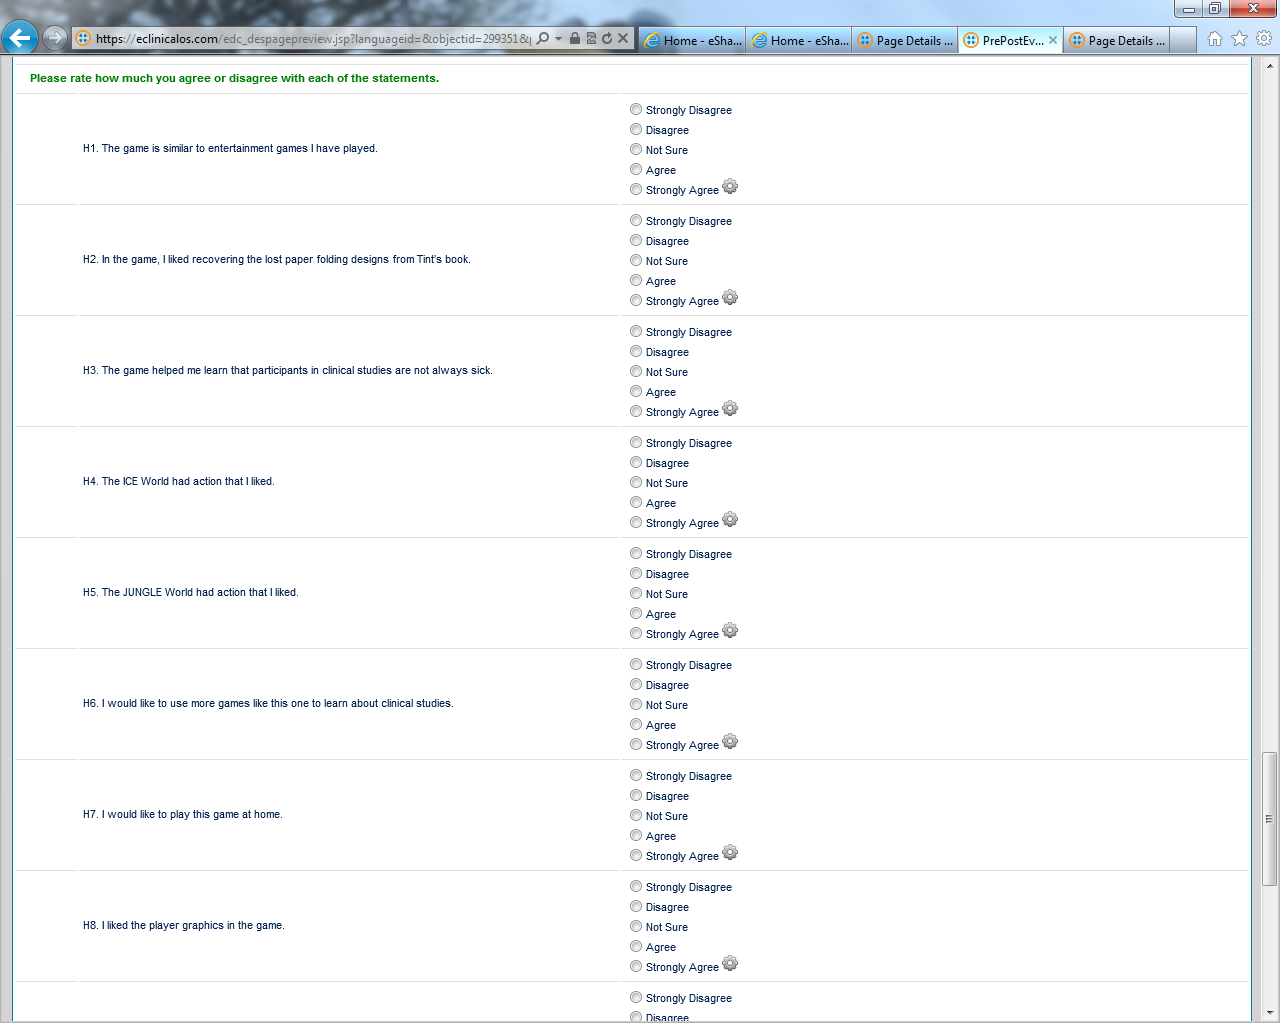 https://eclinicalos.com/edc_despagepreview.jsp?languageid=&objectid=299351&
Home - eSha...
Home - eSha...
Page Details ...
PrePostEv...
Page Details ...
Please rate how much you agree or disagree with each of the statements.
H1. The game is similar to entertainment games I have played.
Strongly Disagree
Disagree
Not Sure
Agree
Strongly Agree
H2. In the game, I liked recovering the lost paper folding designs from Tint's book.
Strongly Disagree
Disagree
Not Sure
Agree
Strongly Agree
H3. The game helped me learn that participants in clinical studies are not always sick.
Strongly Disagree
Disagree
Not Sure
Agree
Strongly Agree
H4. The ICE World had action that I liked.
Strongly Disagree
Disagree
Not Sure
Agree
Strongly Agree
H5. The JUNGLE World had action that I liked.
Strongly Disagree
Disagree
Not Sure
Agree
Strongly Agree
H6. I would like to use more games like this one to learn about clinical studies.
Strongly Disagree
Disagree
Not Sure
Agree
Strongly Agree
H7. I would like to play this game at home.
Strongly Disagree
Disagree
Not Sure
Agree
Strongly Agree
H8. I liked the player graphics in the game.
Strongly Disagree
Disagree
Not Sure
Agree
Strongly Agree
Strongly Disagree
Disagree